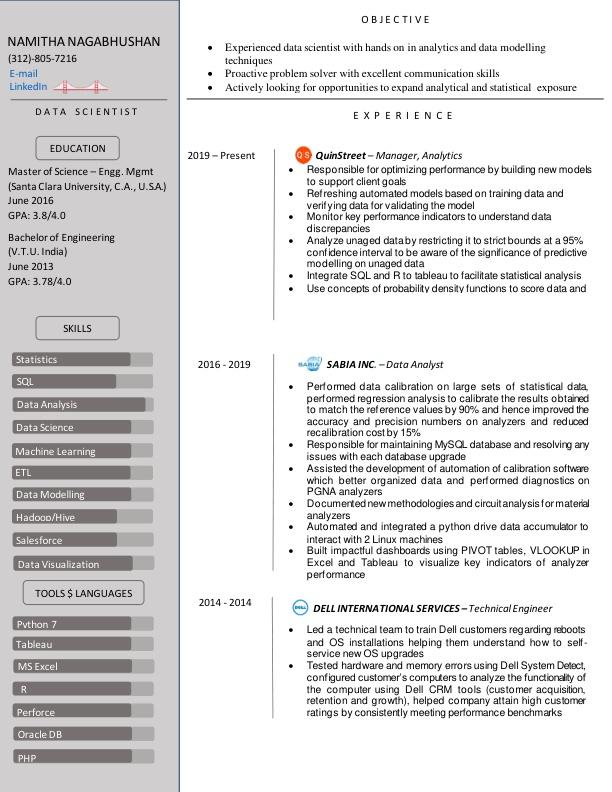 NAMITHA NAGABHUSHAN
(312)-805-7216
E-mail
LinkedIn
DATA SCIENTIST
EDUCATION
Master of Science – Engg. Mgmt
(Santa Clara University, C.A., U.S.A.)
June 2016
GPA: 3.8/4.0
Bachelor of Engineering
(V.T.U. India)
June 2013
GPA: 3.78/4.0
SKILLS
Statistics
SQL
Data Analysis
Data Science
Machine Learning
ETL
Data Modelling
Hadoop/Hive
Salesforce
Data Visualization
TOOLS $ LANGUAGES
Python 7
Tableau
MS Excel
R
Perforce
Oracle DB
PHP
OBJECTIVE
• Experienced data scientist with hands on in analytics and data modelling
techniques
• Proactive problem solver with excellent communication skills
• Actively looking for opportunities to expand analytical and statistical exposure
EXPERIENCE
2019 – Present
QS QuinStreet – Manager, Analytics
• Responsible for optimizing performance by building new models
to support client goals
• Refreshing automated models based on training data and
verifying data for validating the model
• Monitor key performance indicators to understand data
discrepancies
• Analyze unaged data by restricting it to strict bounds at a 95%
confidence interval to be aware of the significance of predictive
modelling on unaged data
• Integrate SQL and R to tableau to facilitate statistical analysis
• Use concepts of probability density functions to score data and
2016 - 2019
SABIA SABIA INC. – Data Analyst
• Performed data calibration on large sets of statistical data,
performed regression analysis to calibrate the results obtained
to match the reference values by 90% and hence improved the
accuracy and precision numbers on analyzers and reduced
recalibration cost by 15%
• Responsible for maintaining MySQL database and resolving any
issues with each database upgrade
• Assisted the development of automation of calibration software
which better organized data and performed diagnostics on
PGNA analyzers
• Documented new methodologies and circuit analysis for material
analyzers
• Automated and integrated a python drive data accumulator to
interact with 2 Linux machines
• Built impactful dashboards using PIVOT tables, VLOOKUP in
Excel and Tableau to visualize key indicators of analyzer
performance
2014 - 2014
DELL DELL INTERNATIONAL SERVICES – Technical Engineer
• Led a technical team to train Dell customers regarding reboots
and OS installations helping them understand how to self-
service new OS upgrades
• Tested hardware and memory errors using Dell System Detect,
configured customer's computers to analyze the functionality of
the computer using Dell CRM tools (customer acquisition,
retention and growth), helped company attain high customer
ratings by consistently meeting performance benchmarks